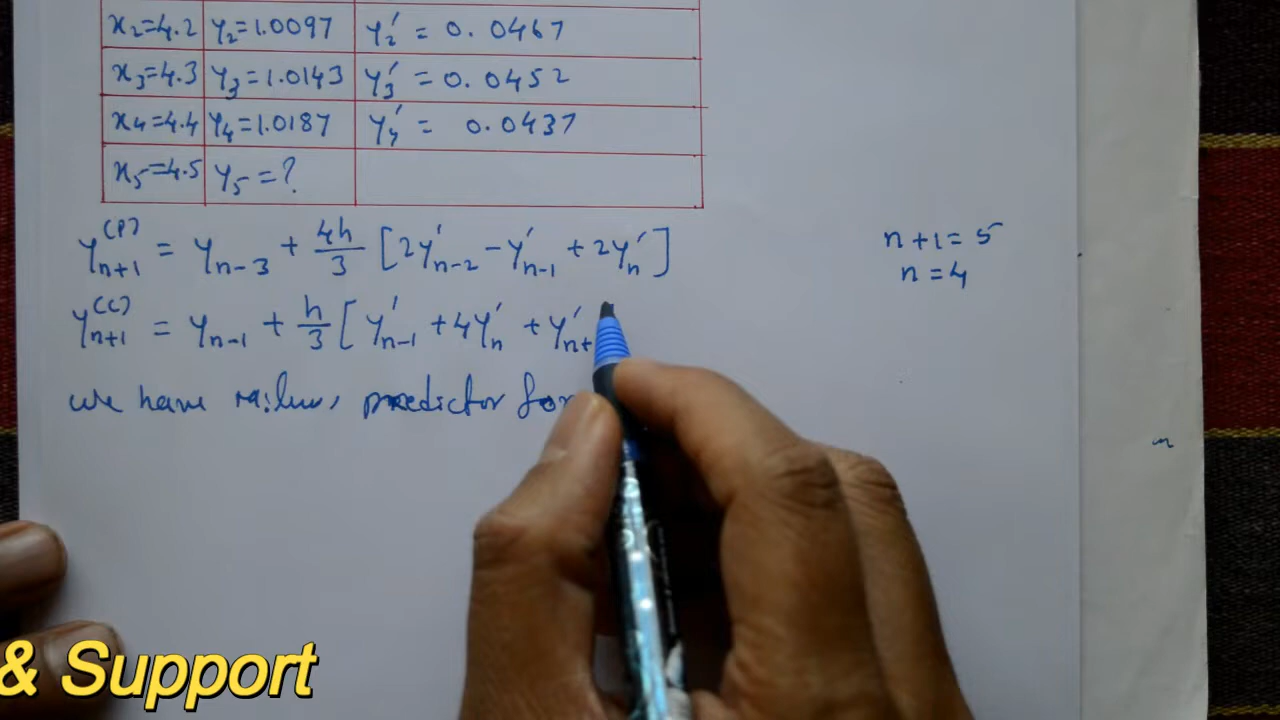 x₂=4.2 y₂=1.0097 y₂' = 0.0467
x₃=4.3 y₃=1.0143 y₃' = 0.0452
x₄=4.4 y₄=1.0187 y₄' = 0.0437
x₅=4.5 y₅=?
yₙ₊₁⁽ᴾ⁾ = yₙ₋₃ + 4h/3 [2y'ₙ₋₂ - y'ₙ₋₁ + 2y'ₙ]
n+1=5
n=4
yₙ₊₁⁽ᶜ⁾ = yₙ₋₁ + h/3 [y'ₙ₋₁ + 4y'ₙ + y'ₙ₊
we have predictor for
& Support